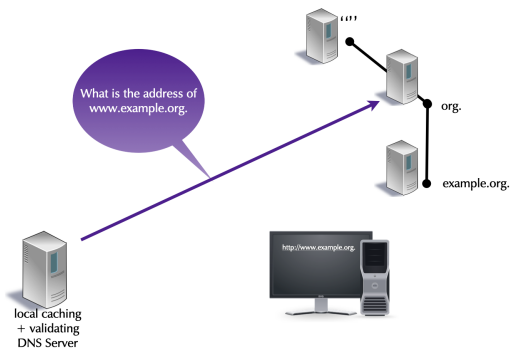 “”
What is the address of
www.example.org.
org.
example.org.
http://www.example.org.
local caching
+ validating
DNS Server